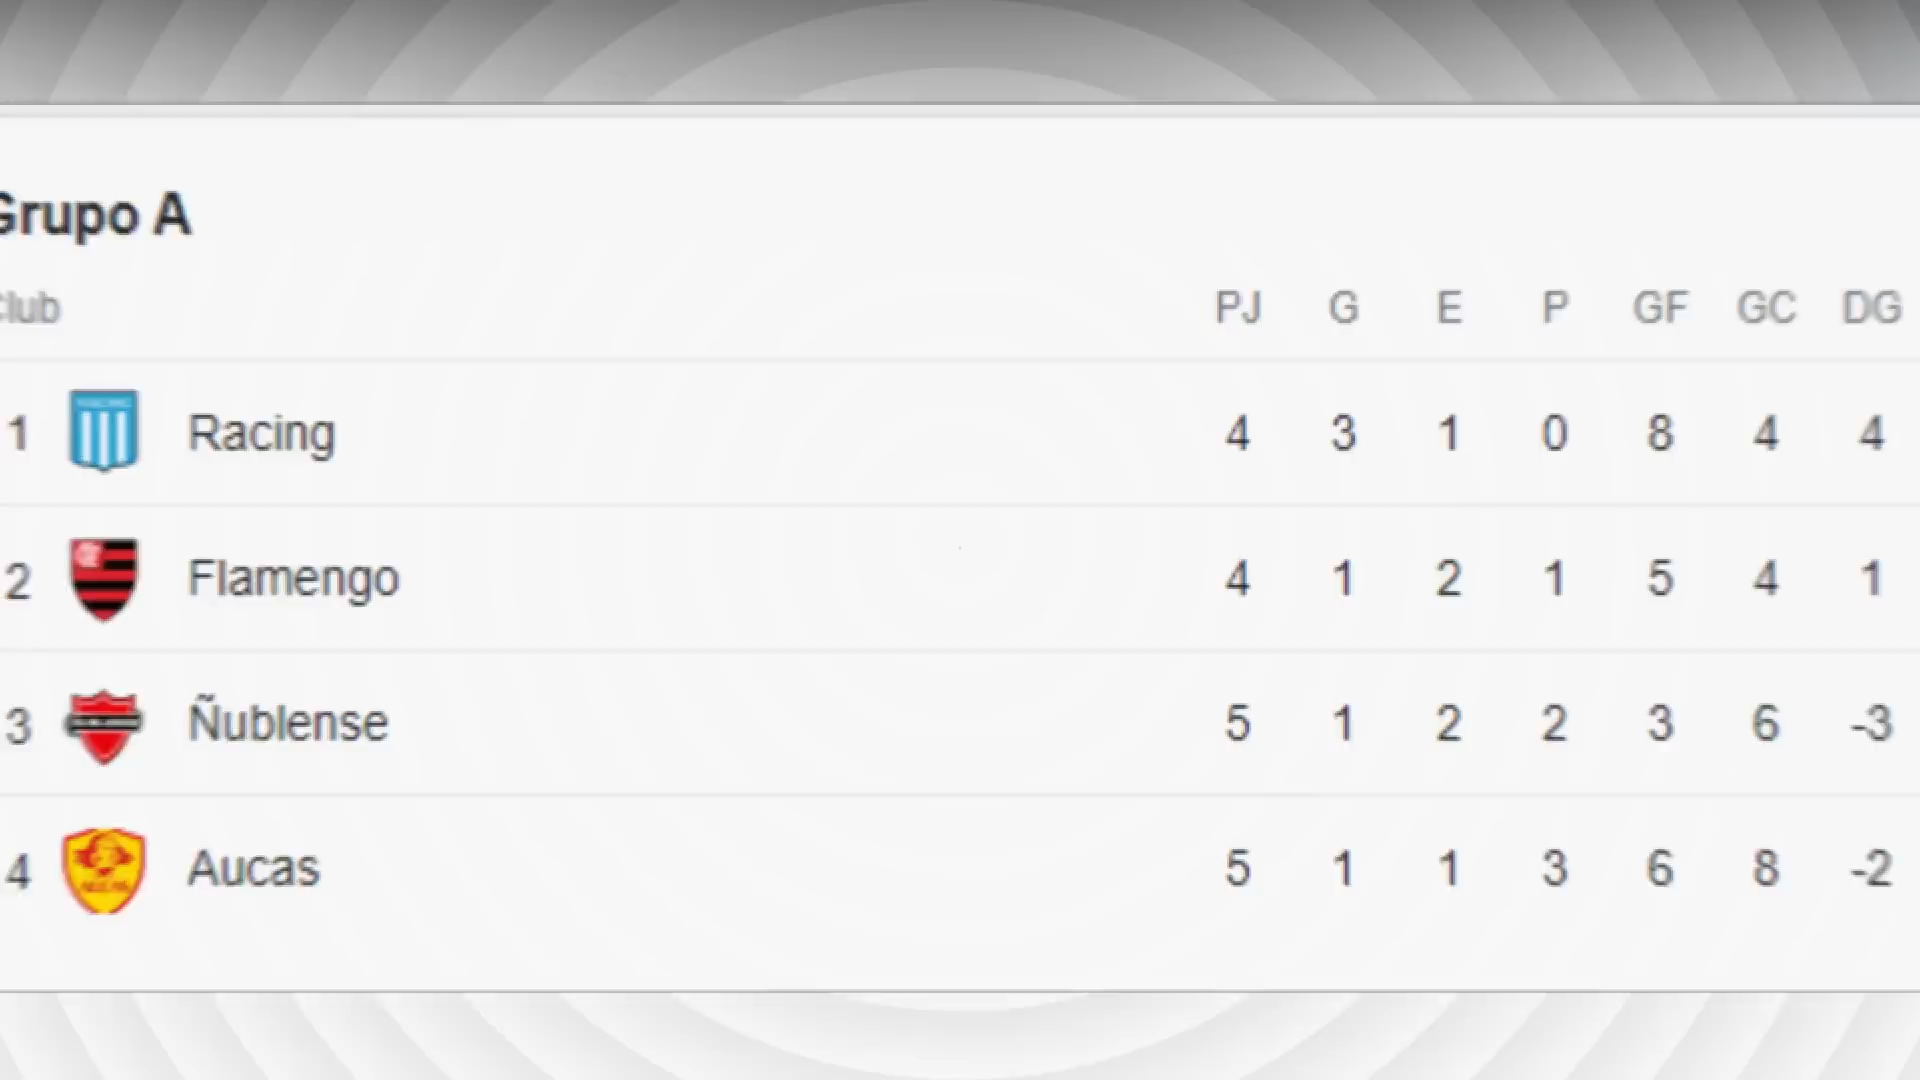 Grupo A
Club PJ G E P GF GC DG
1 Racing 4 3 1 0 8 4 4
2 Flamengo 4 1 2 1 5 4 1
3 Ñublense 5 1 2 2 3 6 -3
4 Aucas 5 1 1 3 6 8 -2